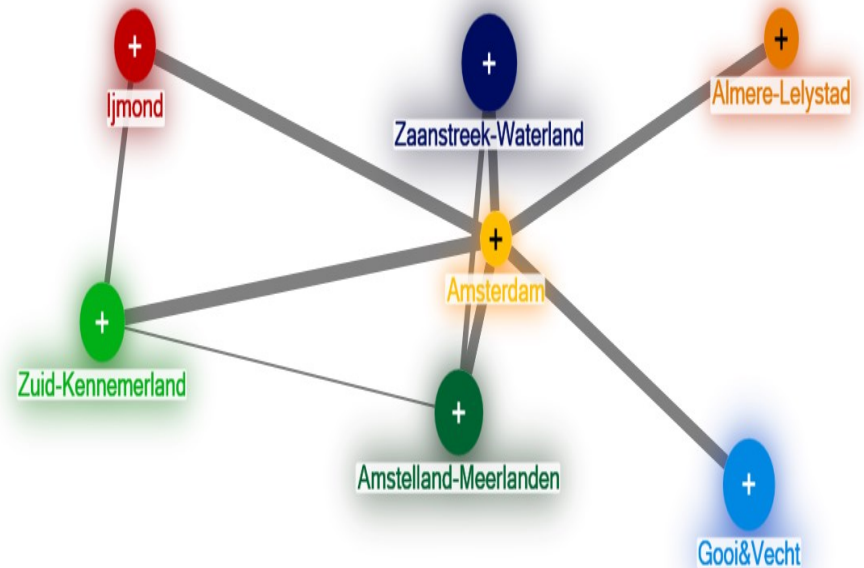 Ijmond
Zaanstreek-Waterland
Almere-Lelystad
Amsterdam
Zuid-Kennemerland
Amstelland-Meerlanden
Gooi&Vecht